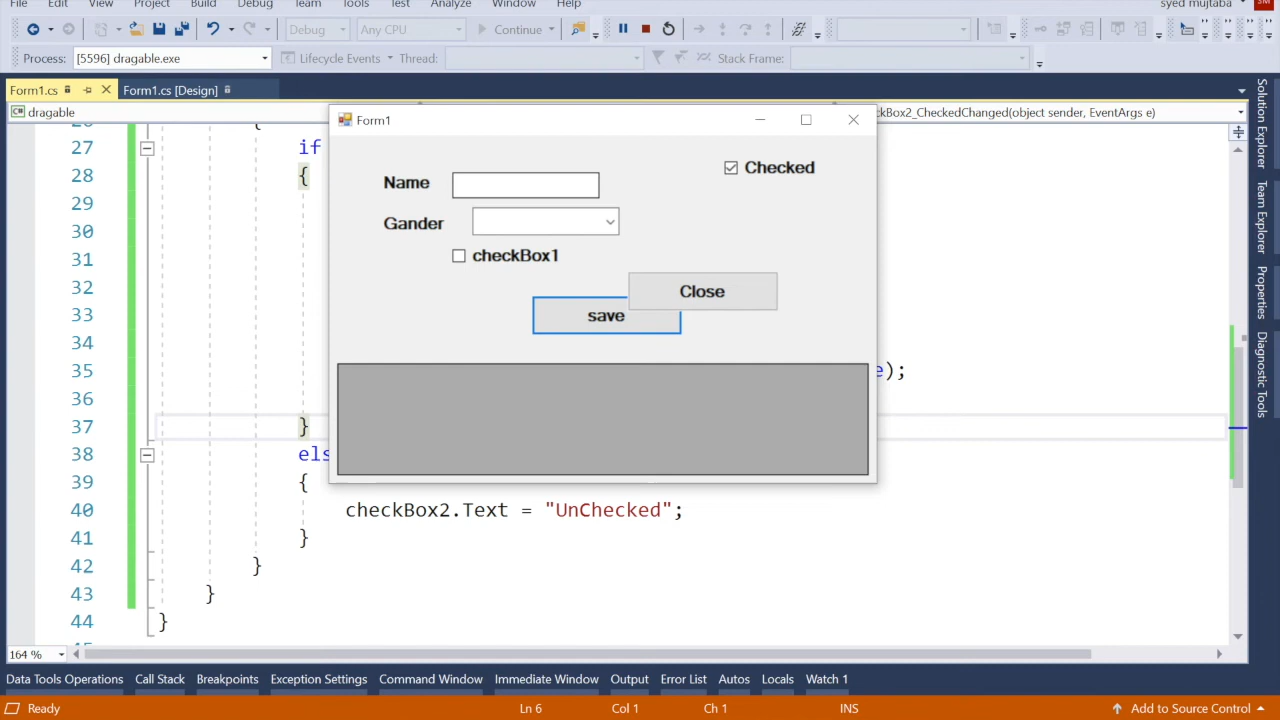 File Edit View Project Build Debug Team Tools Test Analyze Window Help syed mujtaba SM
Debug Any CPU Continue
Process: [5596] dragable.exe Lifecycle Events Thread: Stack Frame:
Form1.cs Form1.cs [Design]
dragable ckBox2_CheckedChanged(object sender, EventArgs e)
Form1
Checked
Name
Gander
checkBox1
Close
save
26 {
27 if
28 {
29
30
31
32
33
34
35 e);
36
37 }
38 els
39 {
40 checkBox2.Text = "UnChecked";
41 }
42 }
43 }
44 }
45
Solution Explorer
Team Explorer
Properties
Diagnostic Tools
164 %
Data Tools Operations Call Stack Breakpoints Exception Settings Command Window Immediate Window Output Error List Autos Locals Watch 1
Ready Ln 6 Col 1 Ch 1 INS Add to Source Control